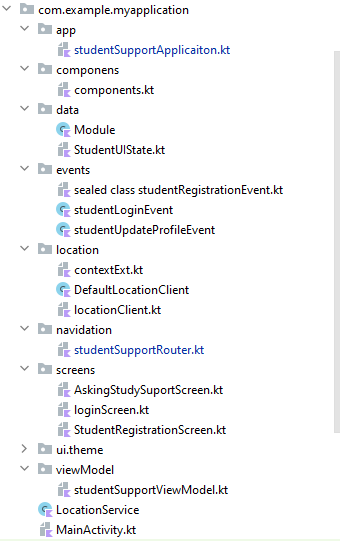 com.example.myapplication
app
studentSupportApplicaiton.kt
componens
components.kt
data
Module
StudentUIState.kt
events
sealed class studentRegistrationEvent.kt
studentLoginEvent
studentUpdateProfileEvent
location
contextExt.kt
DefaultLocationClient
locationClient.kt
navidation
studentSupportRouter.kt
screens
AskingStudySuportScreen.kt
loginScreen.kt
StudentRegistrationScreen.kt
ui.theme
viewModel
studentSupportViewModel.kt
LocationService
MainActivity.kt